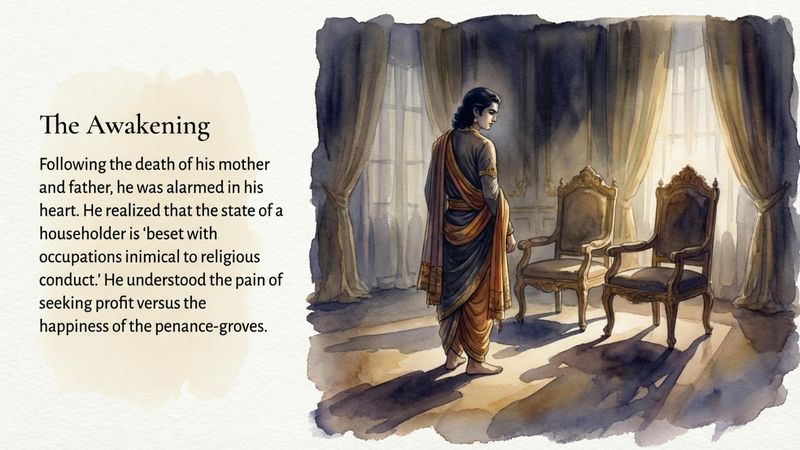 The Awakening
Following the death of his mother
and father, he was alarmed in his
heart. He realized that the state of a
householder is ‘beset with
occupations inimical to religious
conduct.’ He understood the pain of
seeking profit versus the
happiness of the penance-groves.